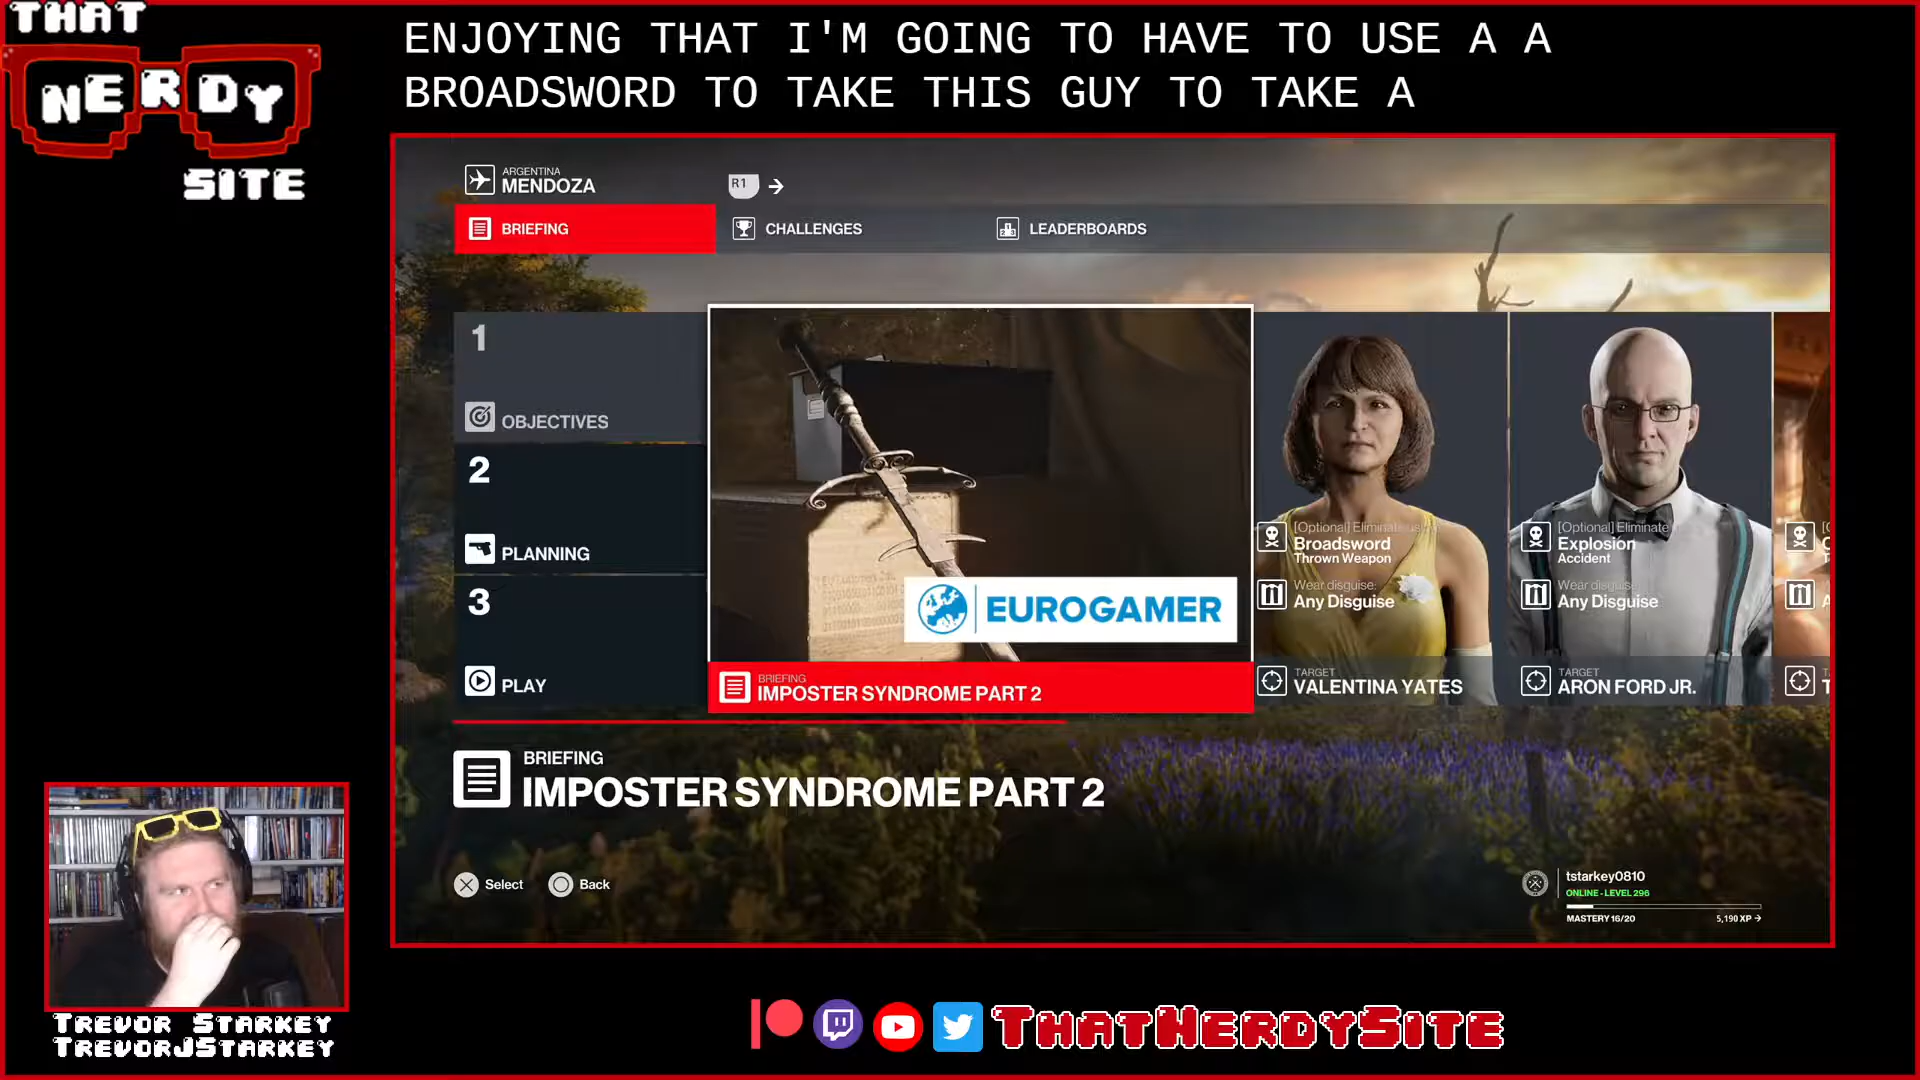 THAT
NERDY
SITE
ENJOYING THAT I'M GOING TO HAVE TO USE A A
BROADSWORD TO TAKE THIS GUY TO TAKE A
ARGENTINA
MENDOZA
R1
BRIEFING
CHALLENGES
LEADERBOARDS
1
OBJECTIVES
2
PLANNING
3
PLAY
EUROGAMER
BRIEFING
IMPOSTER SYNDROME PART 2
[Optional] Eliminate
Broadsword
Thrown Weapon
Wear disguise:
Any Disguise
TARGET
VALENTINA YATES
[Optional] Eliminate
Explosion
Accident
Wear disguise:
Any Disguise
TARGET
ARON FORD JR.
BRIEFING
IMPOSTER SYNDROME PART 2
Select
Back
tstarkey0810
ONLINE - LEVEL 296
MASTERY 16/20
5,190 XP
TREVOR STARKEY
TREVORJSTARKEY
THATNERDYSITE